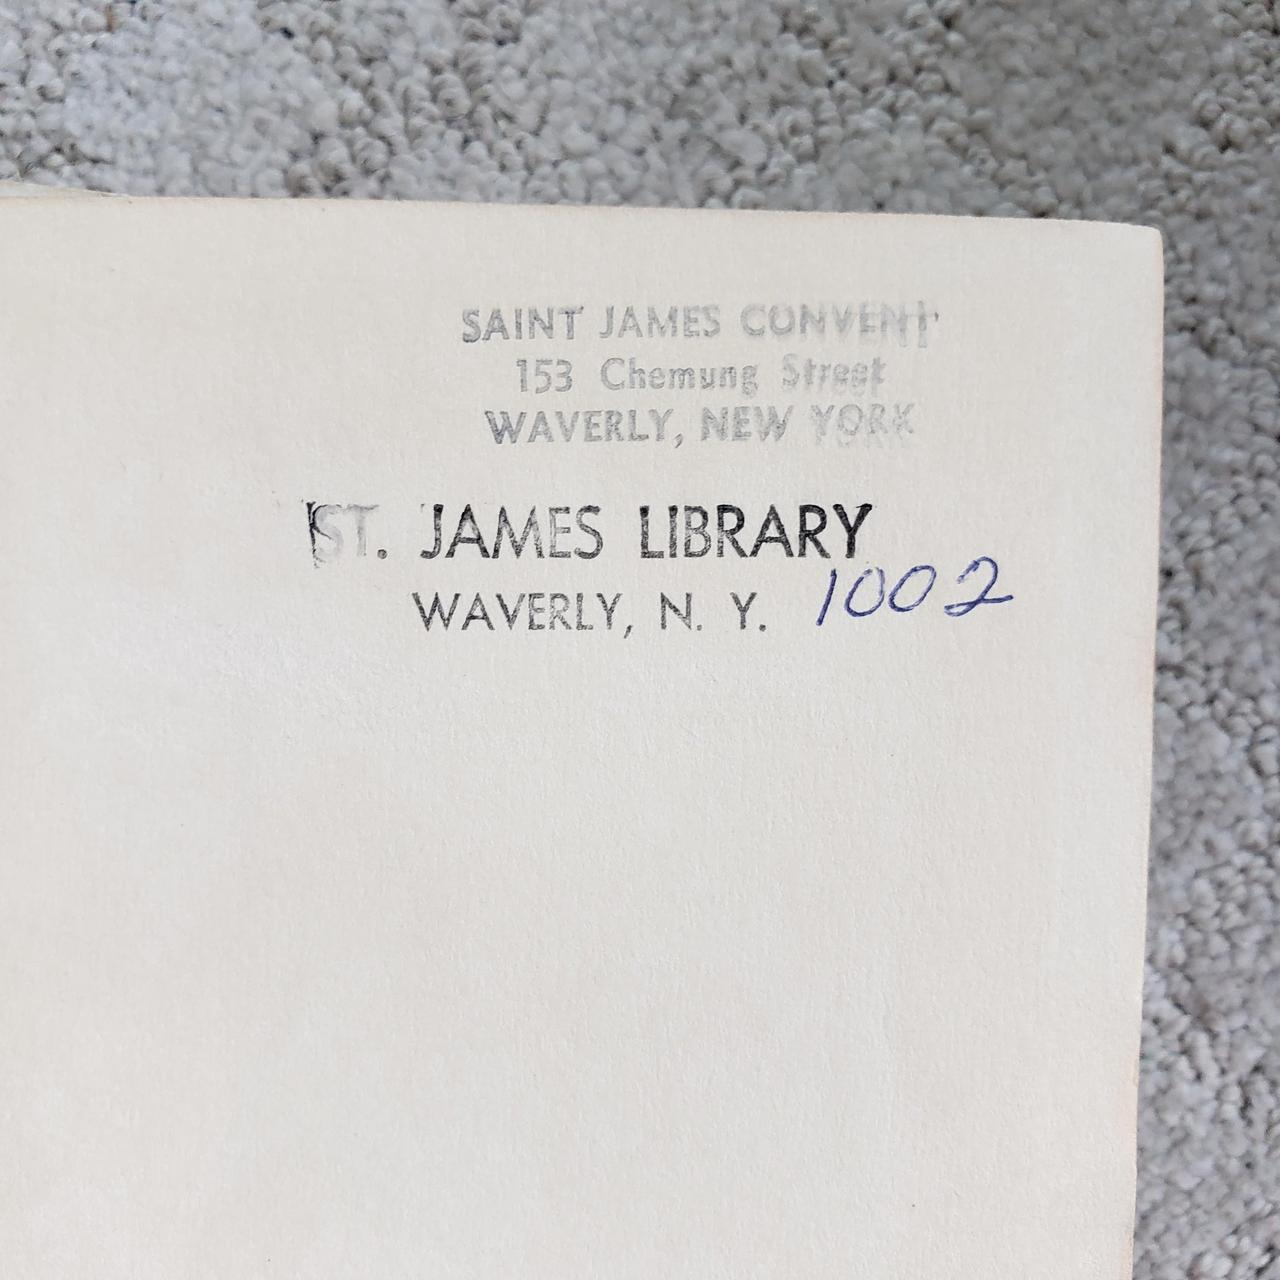 SAINT JAMES CONVENT
153 Chemung Street
WAVERLY, NEW YORK
ST. JAMES LIBRARY
WAVERLY, N. Y. 1002